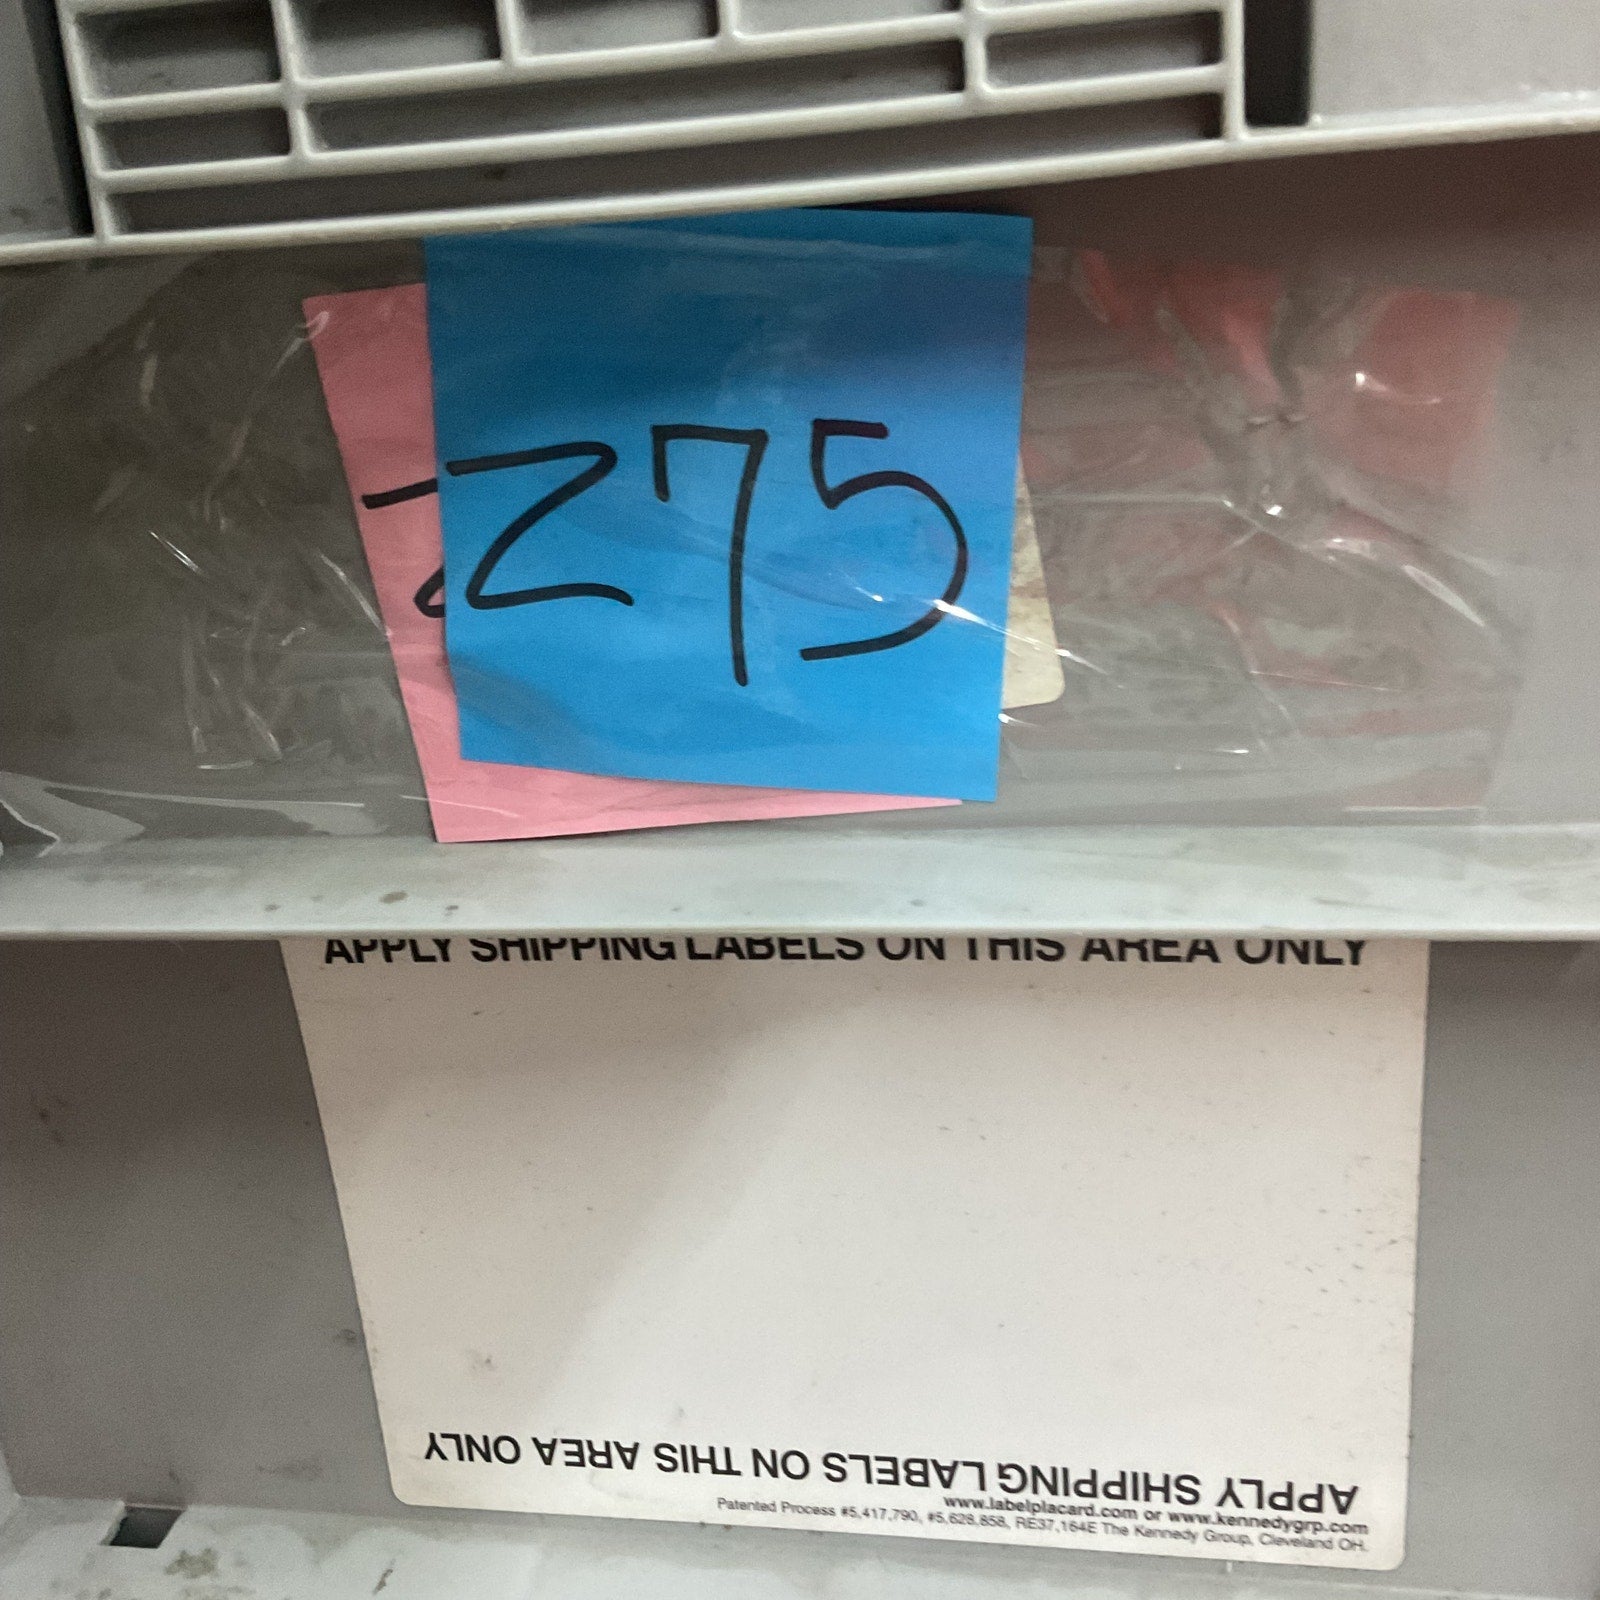 275
APPLY SHIPPING LABELS ON THIS AREA ONLY
APPLY SHIPPING LABELS ON THIS AREA ONLY
www.labelplacard.com or www.kennedygrp.com
Patented Process #5,417,790, #5,628,858, RE37,164E The Kennedy Group, Cleveland OH.